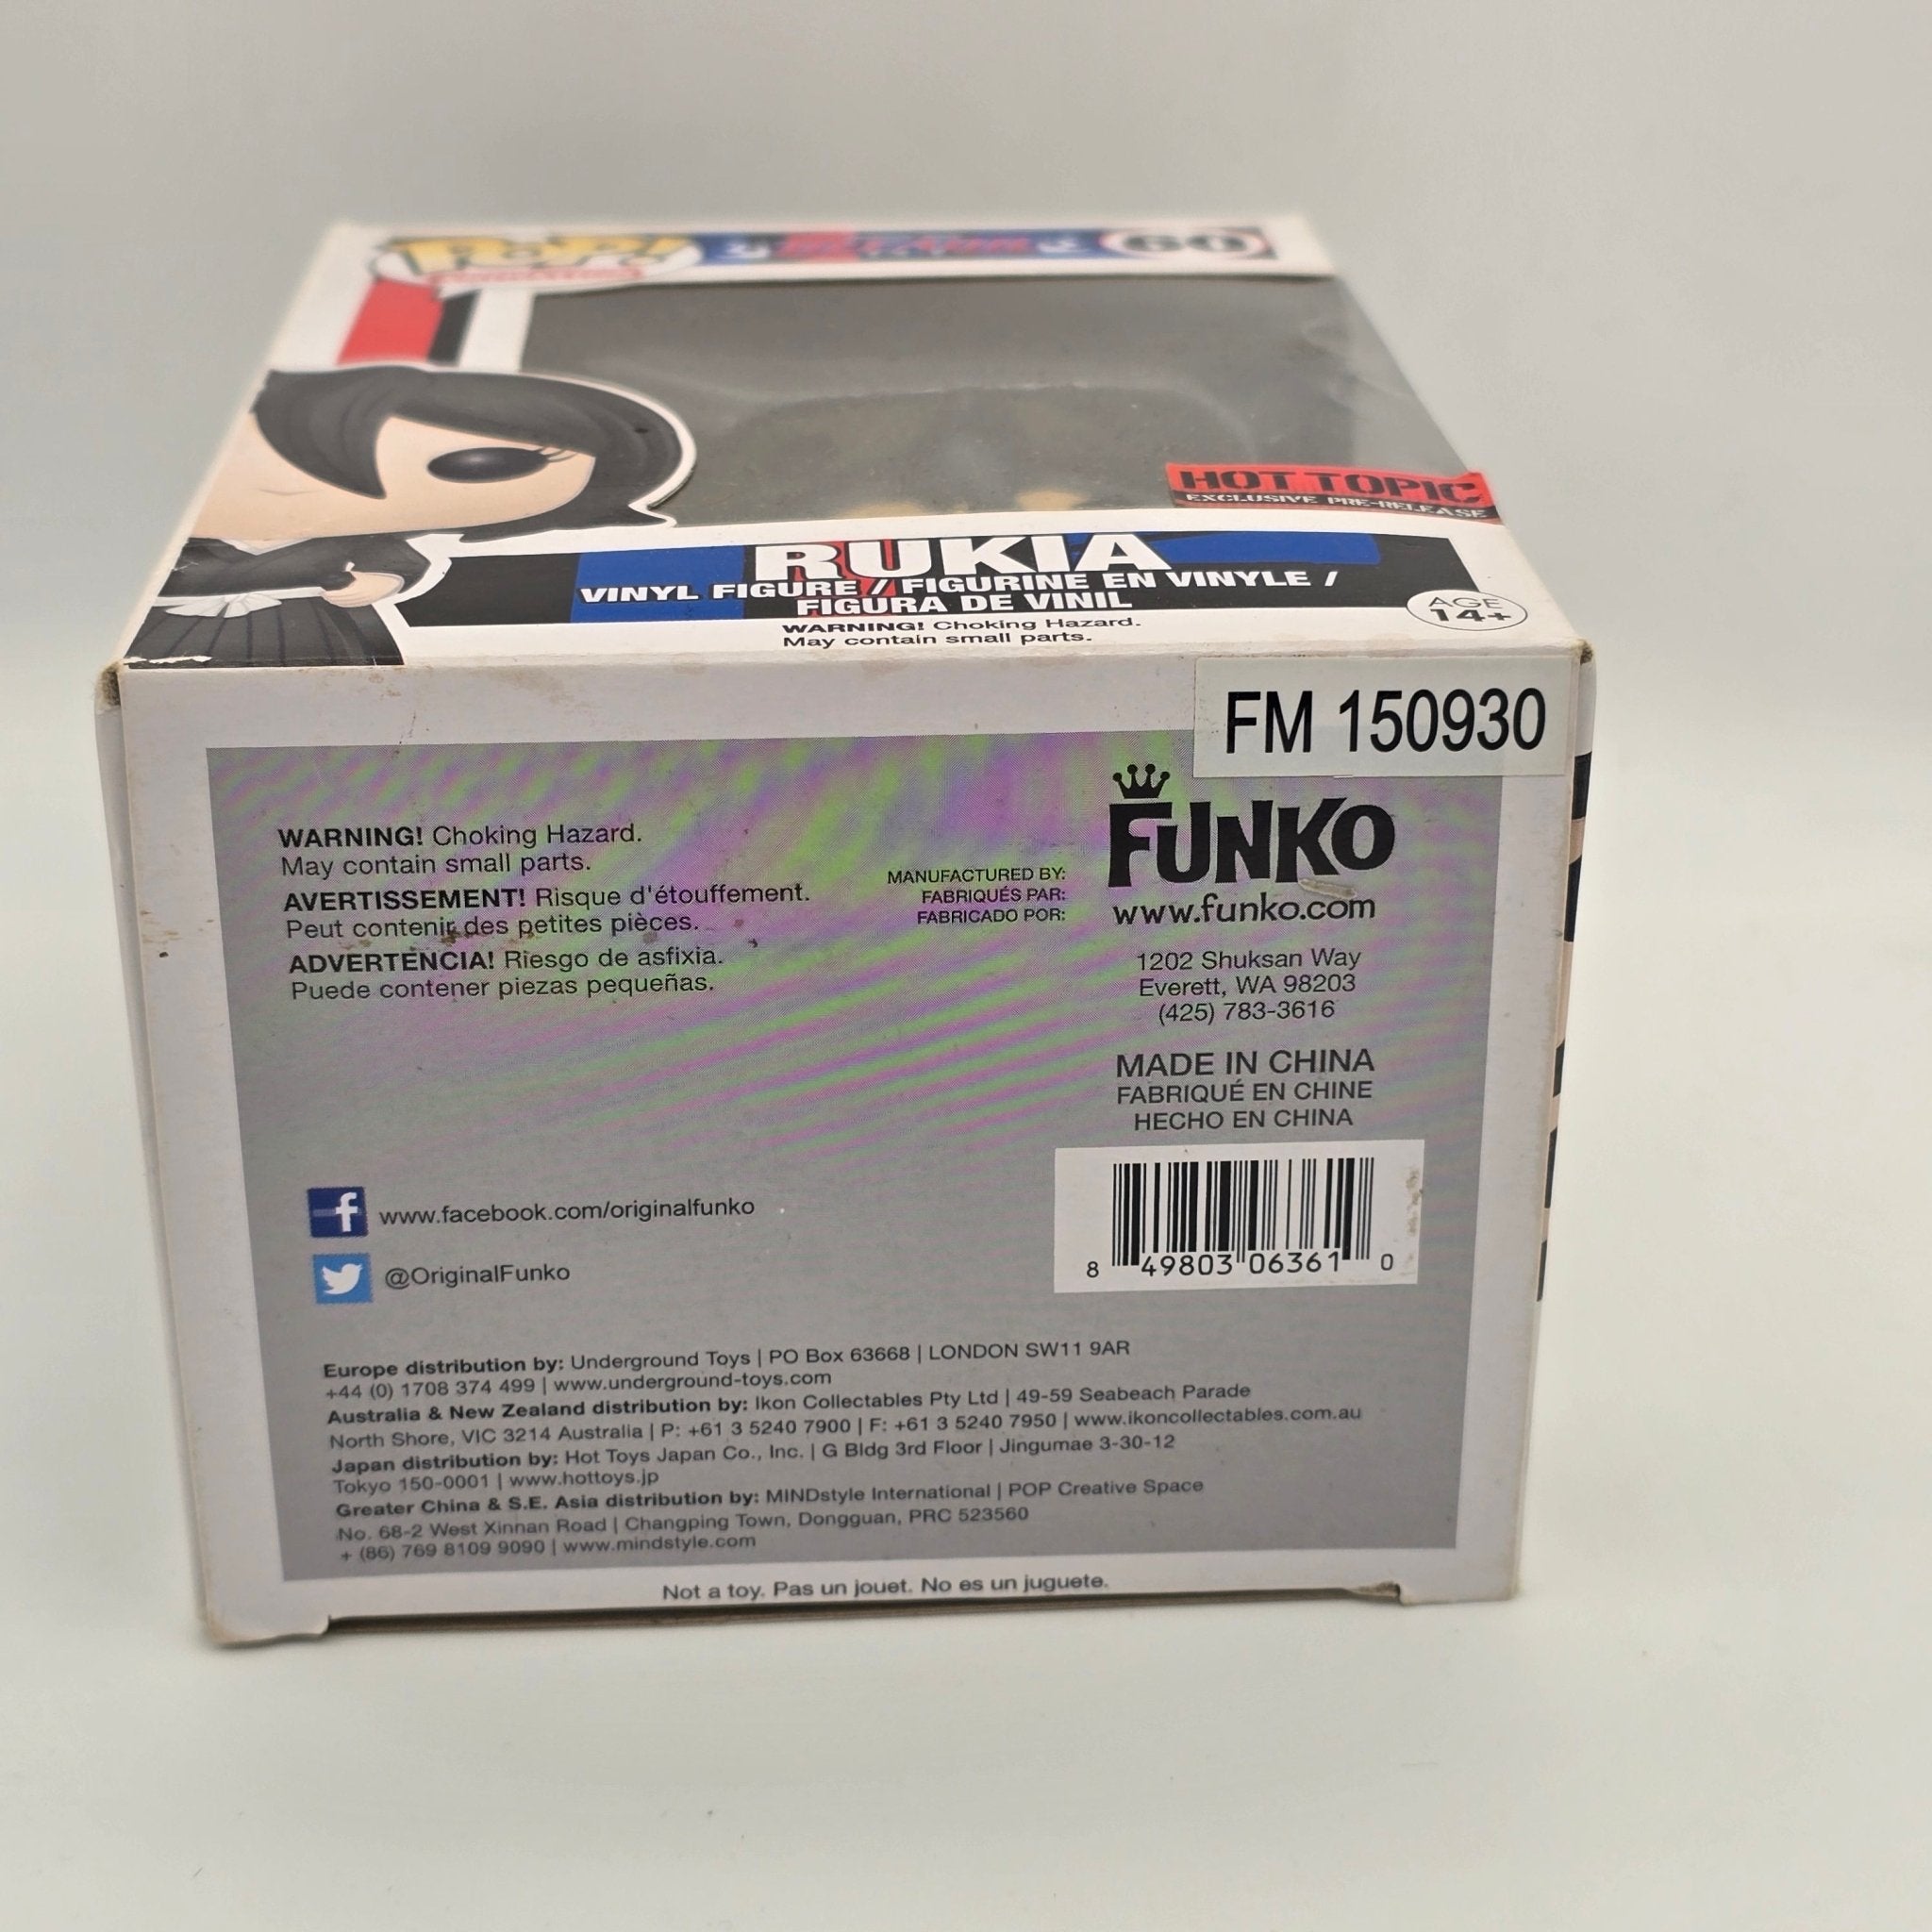 POP!
BLEACH
60
HOT TOPIC
EXCLUSIVE PRE-RELEASE
RUKIA
VINYL FIGURE / FIGURINE EN VINYLE /
FIGURA DE VINIL
WARNING! Choking Hazard.
May contain small parts.
AGE
14+
FM 150930
WARNING! Choking Hazard.
May contain small parts.
AVERTISSEMENT! Risque d'étouffement.
Peut contenir des petites pièces.
ADVERTENCIA! Riesgo de asfixia.
Puede contener piezas pequeñas.
MANUFACTURED BY:
FABRIQUÉS PAR:
FABRICADO POR:
FUNKO
www.funko.com
1202 Shuksan Way
Everett, WA 98203
(425) 783-3616
MADE IN CHINA
FABRIQUÉ EN CHINE
HECHO EN CHINA
8 49803 06361 0
f www.facebook.com/originalfunko
@OriginalFunko
Europe distribution by: Underground Toys | PO Box 63668 | LONDON SW11 9AR
+44 (0) 1708 374 499 | www.underground-toys.com
Australia & New Zealand distribution by: Ikon Collectables Pty Ltd | 49-59 Seabeach Parade
North Shore, VIC 3214 Australia | P: +61 3 5240 7900 | F: +61 3 5240 7950 | www.ikoncollectables.com.au
Japan distribution by: Hot Toys Japan Co., Inc. | G Bldg 3rd Floor | Jingumae 3-30-12
Tokyo 150-0001 | www.hottoys.jp
Greater China & S.E. Asia distribution by: MINDstyle International | POP Creative Space
No. 68-2 West Xinnan Road | Changping Town, Dongguan, PRC 523560
+ (86) 769 8109 9090 | www.mindstyle.com
Not a toy. Pas un jouet. No es un juguete.